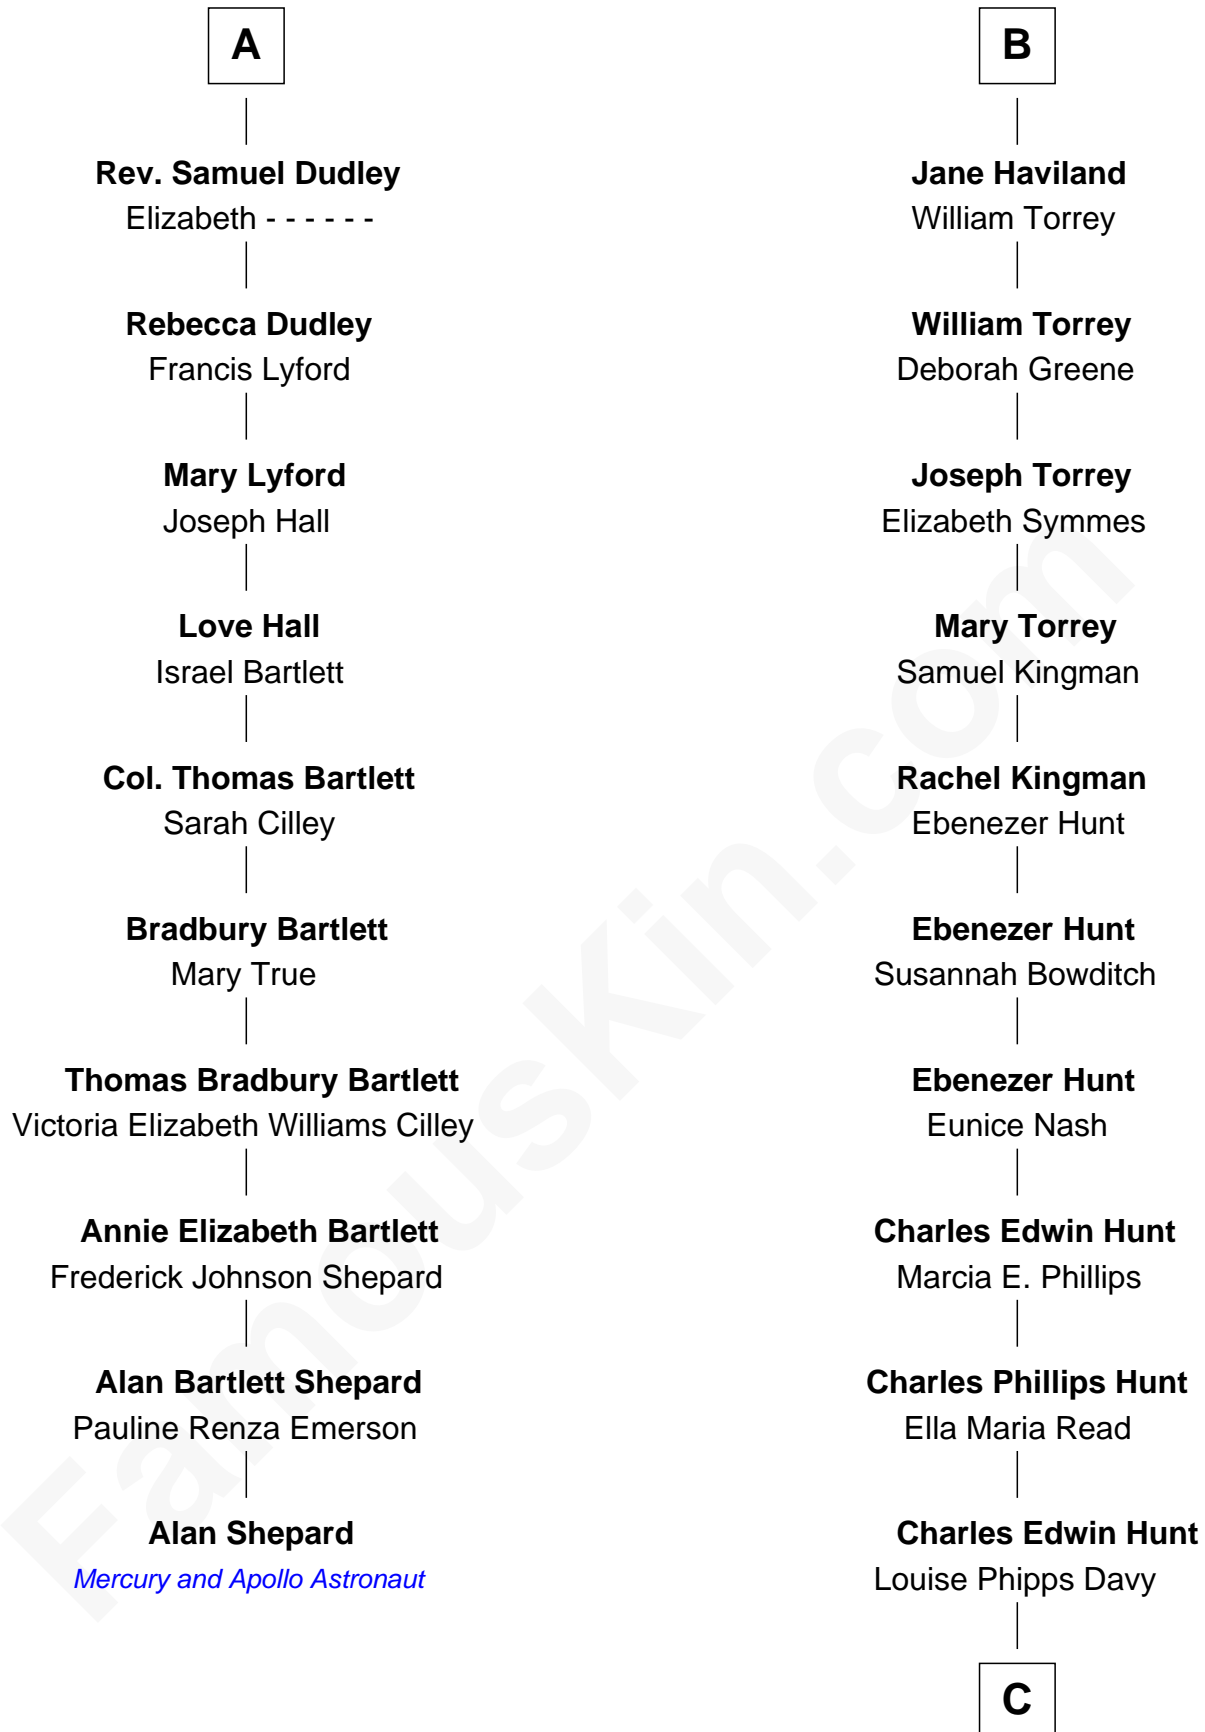 A
Rev. Samuel Dudley
Elizabeth - - - - - -
Rebecca Dudley
Francis Lyford
Mary Lyford
Joseph Hall
Love Hall
Israel Bartlett
Col. Thomas Bartlett
Sarah Cilley
Bradbury Bartlett
Mary True
Thomas Bradbury Bartlett
Victoria Elizabeth Williams Cilley
Annie Elizabeth Bartlett
Frederick Johnson Shepard
Alan Bartlett Shepard
Pauline Renza Emerson
Alan Shepard
Mercury and Apollo Astronaut
B
Jane Haviland
William Torrey
William Torrey
Deborah Greene
Joseph Torrey
Elizabeth Symmes
Mary Torrey
Samuel Kingman
Rachel Kingman
Ebenezer Hunt
Ebenezer Hunt
Susannah Bowditch
Ebenezer Hunt
Eunice Nash
Charles Edwin Hunt
Marcia E. Phillips
Charles Phillips Hunt
Ella Maria Read
Charles Edwin Hunt
Louise Phipps Davy
C
FamousKin.com